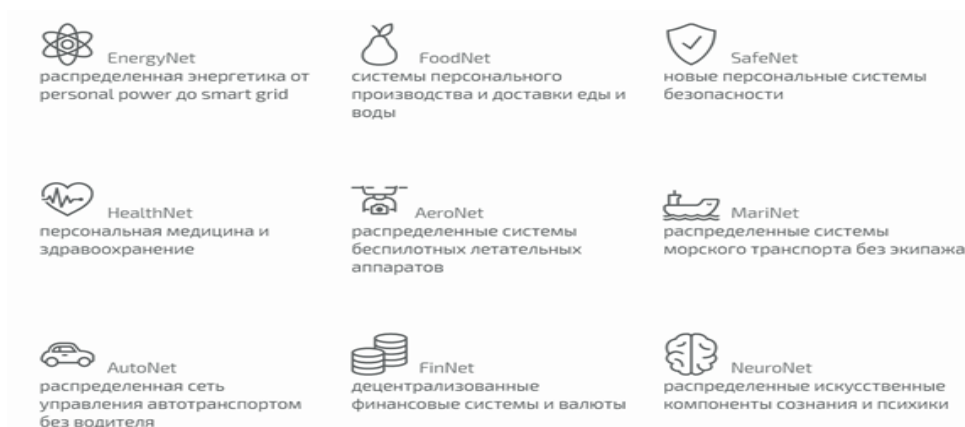 EnergyNet
распределенная энергетика от
personal power до smart grid
FoodNet
системы персонального
производства и доставки еды и
воды
SafeNet
новые персональные системы
безопасности
HealthNet
персональная медицина и
здравоохранение
AeroNet
распределенные системы
беспилотных летательных
аппаратов
MariNet
распределенные системы
морского транспорта без экипажа
AutoNet
распределенная сеть
управления автотранспортом
без водителя
FinNet
децентрализованные
финансовые системы и валюты
NeuroNet
распределенные искусственные
компоненты сознания и психики